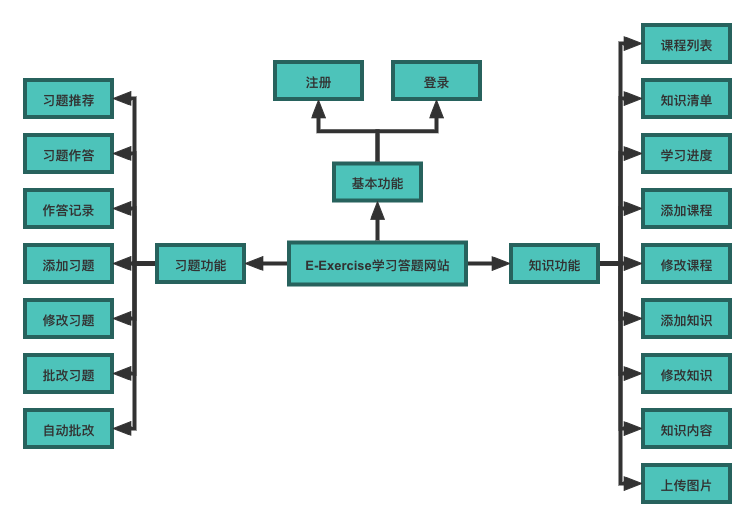 注册
登录
基本功能
E-Exercise学习答题网站
习题功能
习题推荐
习题作答
作答记录
添加习题
修改习题
批改习题
自动批改
知识功能
课程列表
知识清单
学习进度
添加课程
修改课程
添加知识
修改知识
知识内容
上传图片